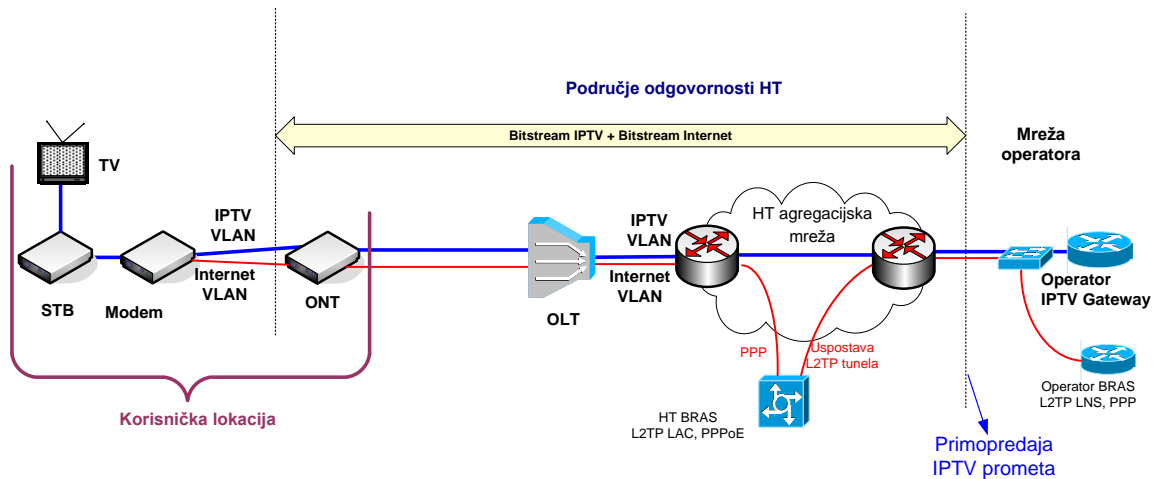 Područje odgovornosti HT
Bitstream IPTV + Bitstream Internet
Mreža
operatora
TV
IPTV
VLAN
Internet
VLAN
STB
Modem
ONT
OLT
IPTV
VLAN
Internet
VLAN
HT agregacijska
mreža
Operator
IPTV Gateway
PPP
Uspostava
L2TP tunela
HT BRAS
L2TP LAC, PPPoE
Operator BRAS
L2TP LNS, PPP
Korisnička lokacija
Primopredaja
IPTV prometa